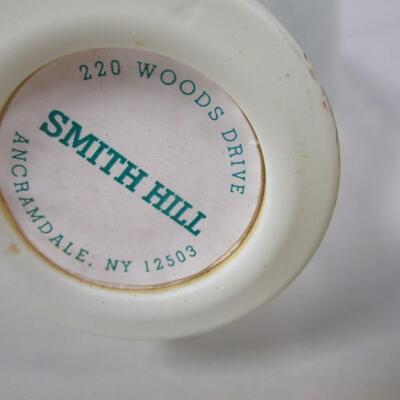 220 WOODS DRIVE
SMITH HILL
ANCRAMDALE, NY 12503